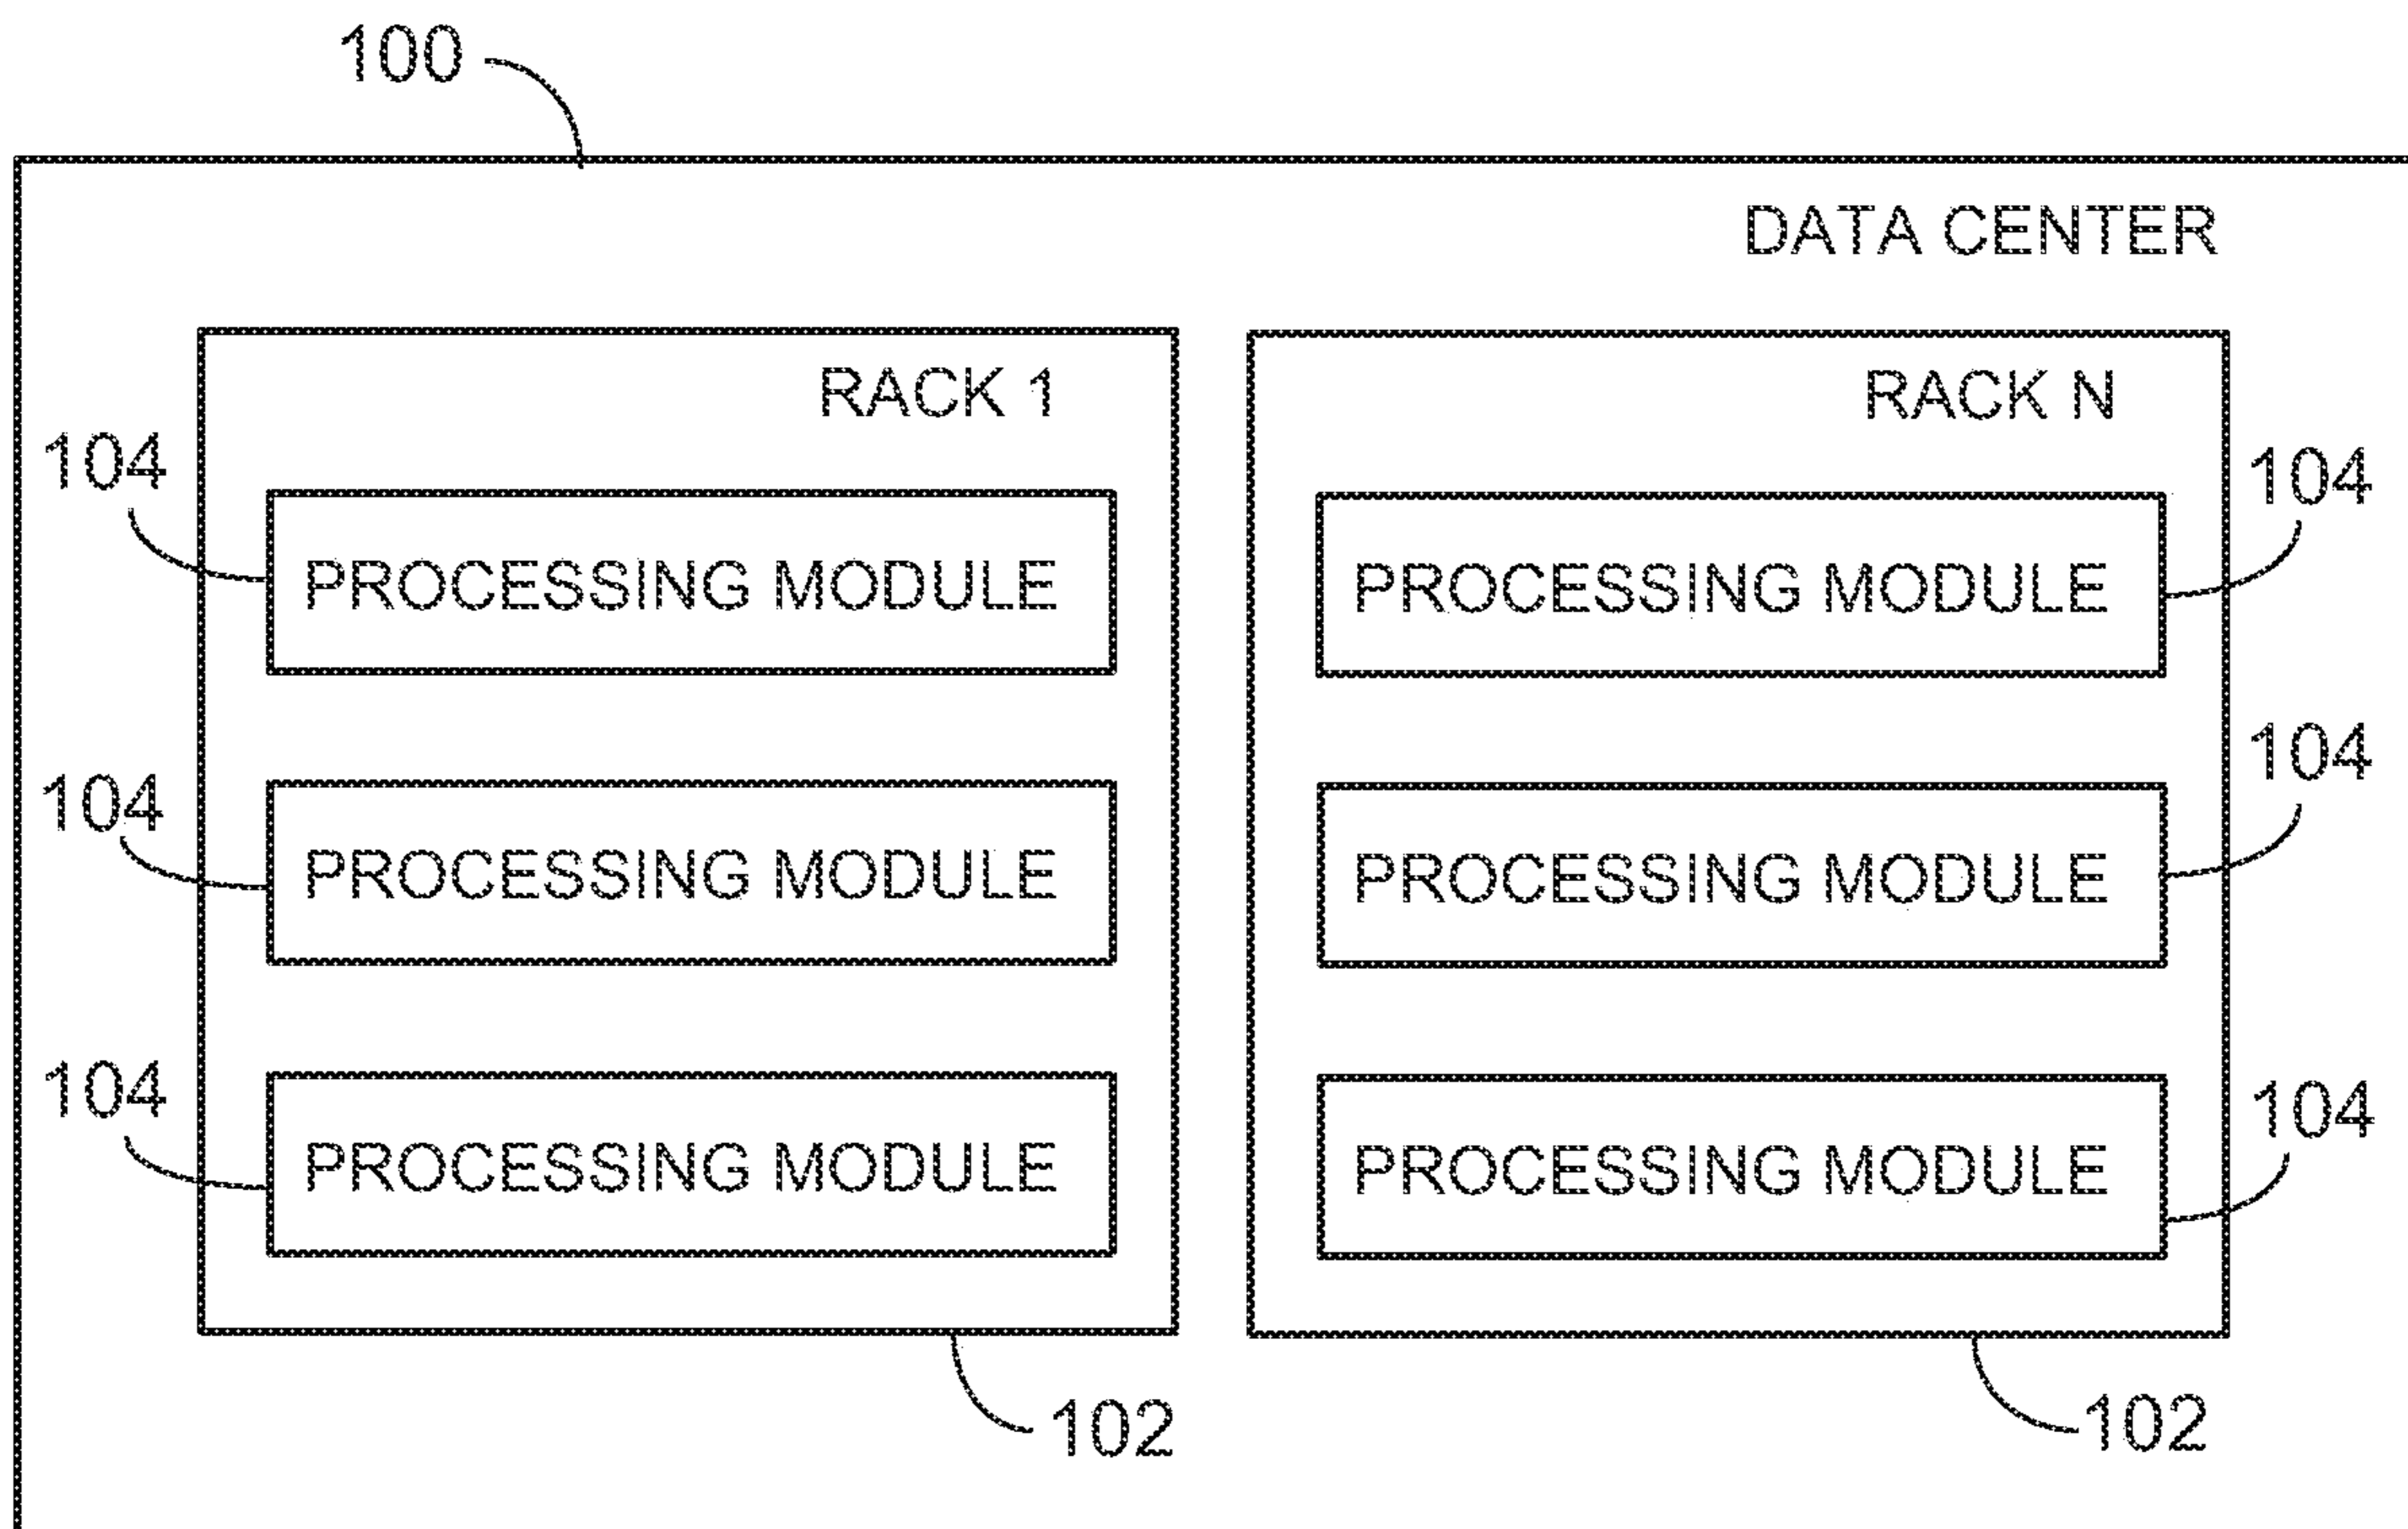 100
DATA CENTER
RACK 1
RACK N
104
104
PROCESSING MODULE
PROCESSING MODULE
104
104
PROCESSING MODULE
PROCESSING MODULE
104
104
PROCESSING MODULE
PROCESSING MODULE
102
102